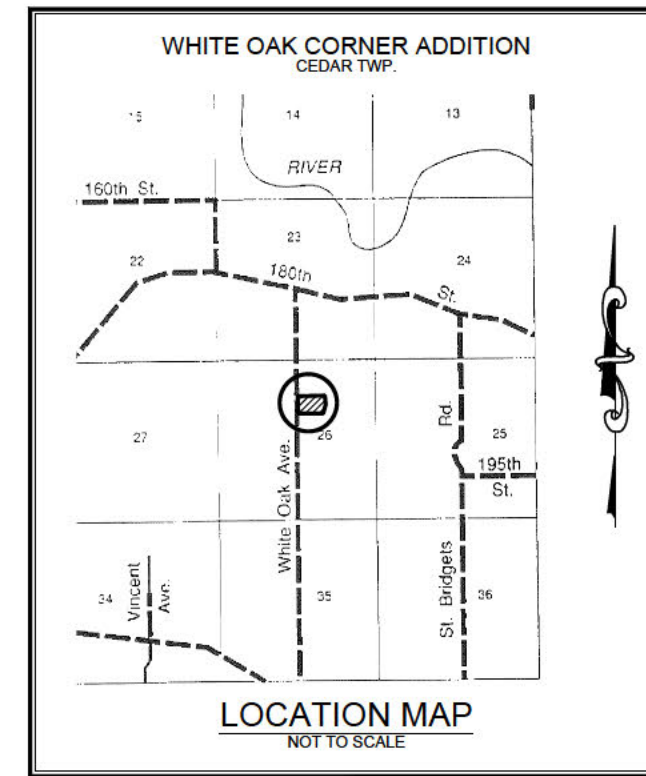 WHITE OAK CORNER ADDITION
CEDAR TWP.
15
14
13
RIVER
160th St.
23
22
24
180th
St.
27
26
25
White Oak Ave.
Rd.
195th
St.
34
Vincent
Ave.
35
36
St. Bridgets
LOCATION MAP
NOT TO SCALE